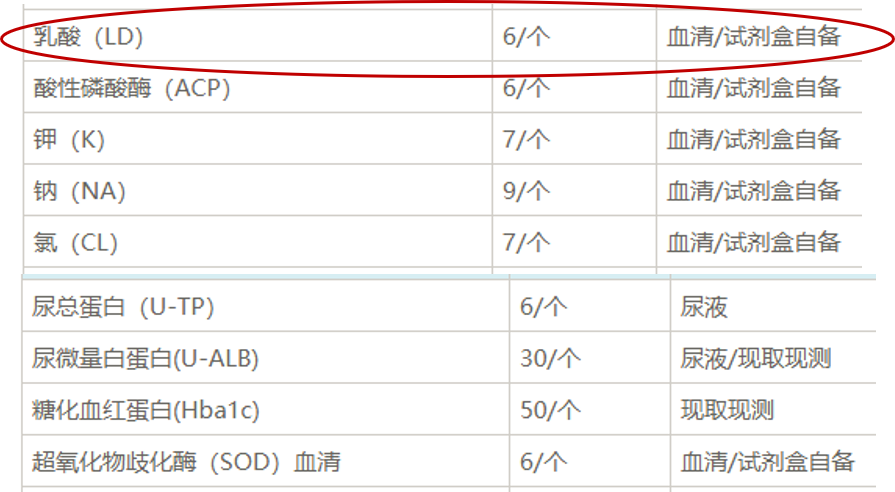 乳酸（LD） 6/个 血清/试剂盒自备
酸性磷酸酶（ACP） 6/个 血清/试剂盒自备
钾（K） 7/个 血清/试剂盒自备
钠（NA） 9/个 血清/试剂盒自备
氯（CL） 7/个 血清/试剂盒自备
尿总蛋白（U-TP） 6/个 尿液
尿微量白蛋白(U-ALB) 30/个 尿液/现取现测
糖化血红蛋白(Hba1c) 50/个 现取现测
超氧化物歧化酶（SOD）血清 6/个 血清/试剂盒自备